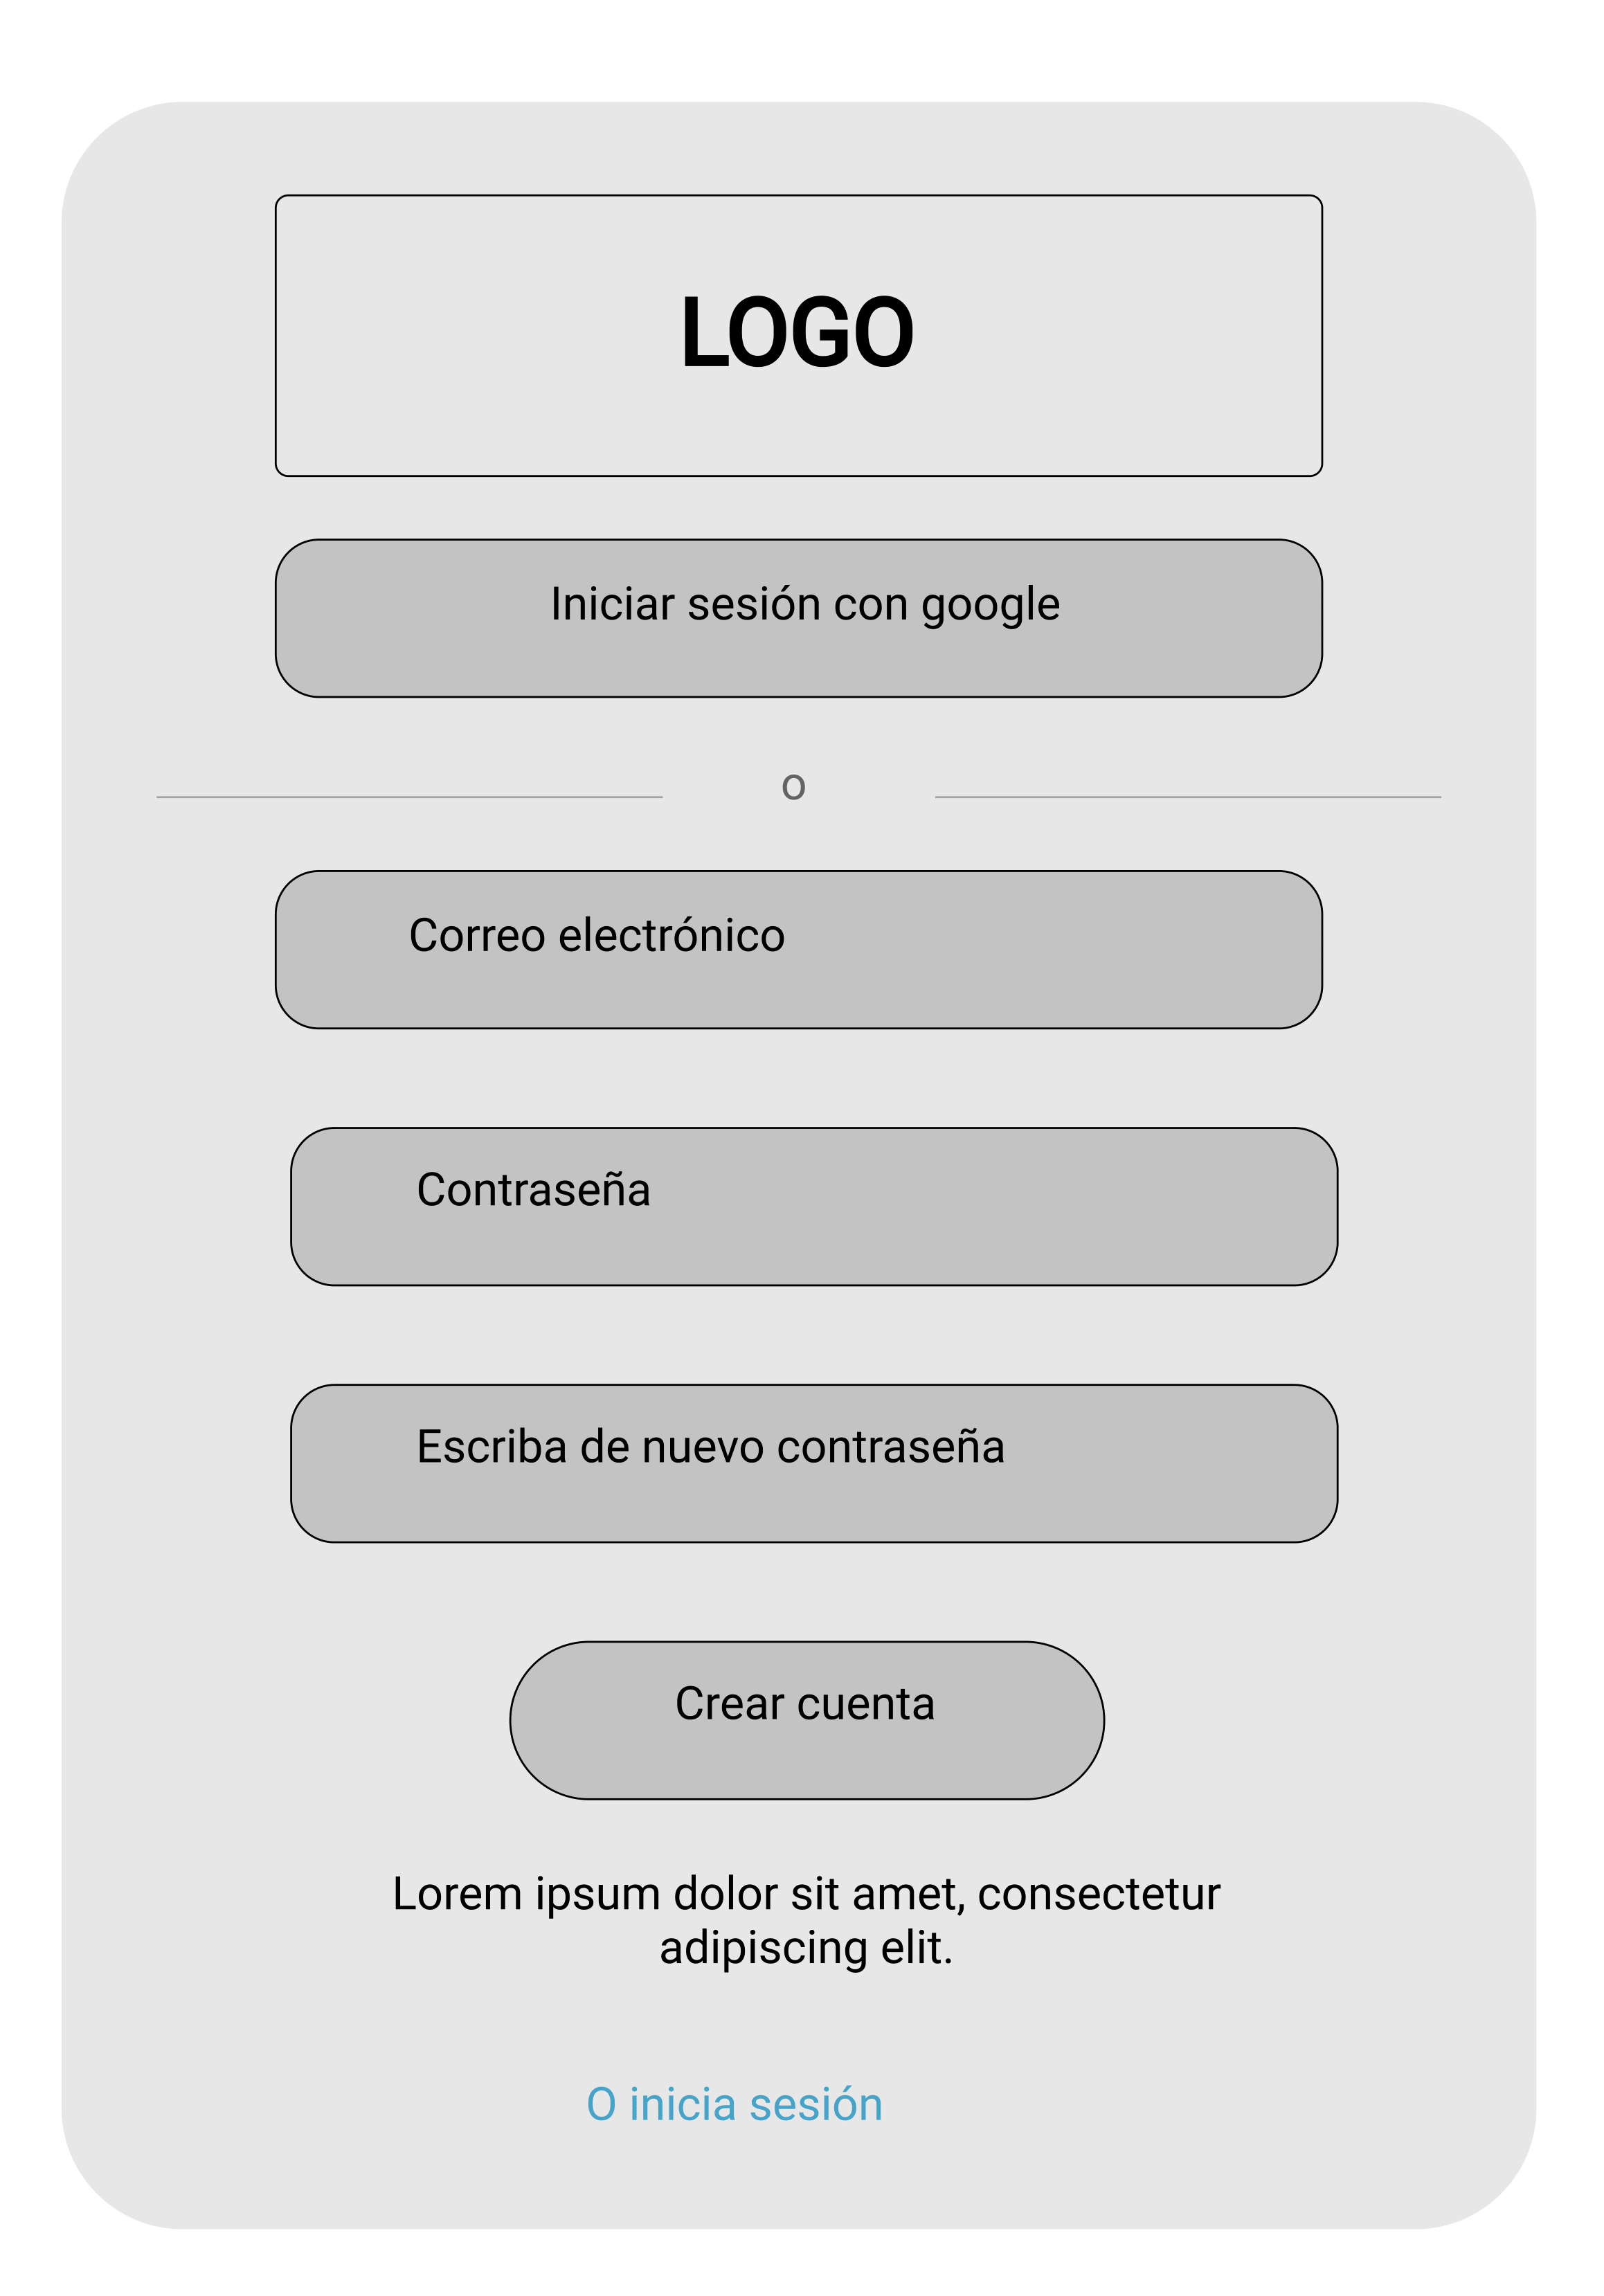 LOGO
Iniciar sesión con google
o
Correo electrónico
Contraseña
Escriba de nuevo contraseña
Crear cuenta
Lorem ipsum dolor sit amet, consectetur
adipiscing elit.
O inicia sesión